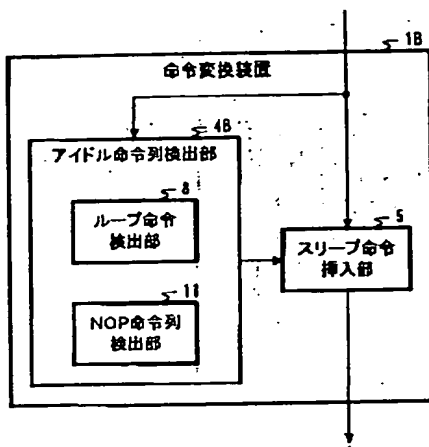 1B
命令変換装置
4B
アイドル命令列検出部
8
ループ命令
検出部
5
スリープ命令
挿入部
11
NOP命令列
検出部